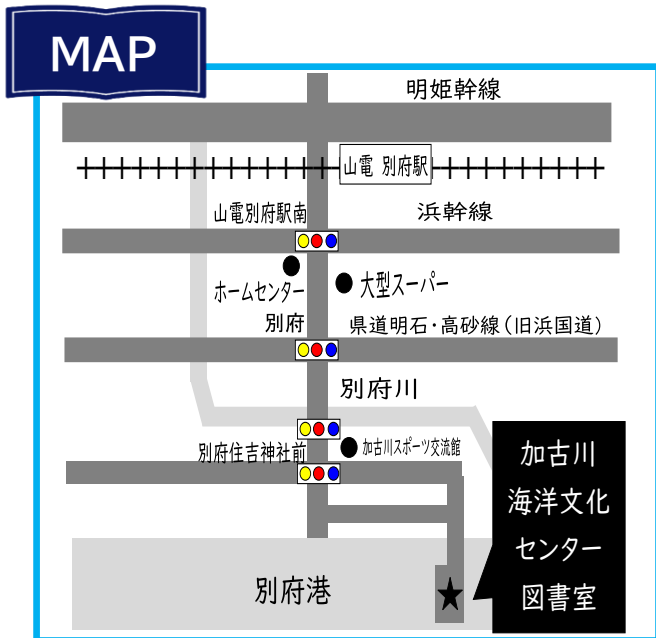 MAP
明姫幹線
山電 別府駅
山電別府駅南
浜幹線
ホームセンター
大型スーパー
別府
県道明石・高砂線(旧浜国道)
別府川
別府住吉神社前
加古川スポーツ交流館
加古川
海洋文化
センター
図書室
別府港